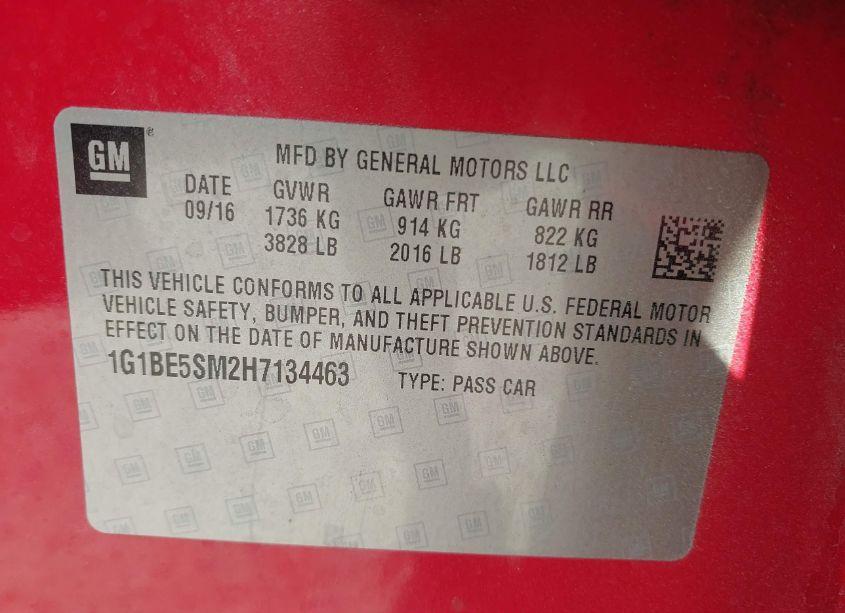 GM®
MFD BY GENERAL MOTORS LLC
DATE GVWR GAWR FRT GAWR RR
09/16 1736 KG 914 KG 822 KG
3828 LB 2016 LB 1812 LB
THIS VEHICLE CONFORMS TO ALL APPLICABLE U.S. FEDERAL MOTOR
VEHICLE SAFETY, BUMPER, AND THEFT PREVENTION STANDARDS IN
EFFECT ON THE DATE OF MANUFACTURE SHOWN ABOVE.
1G1BE5SM2H7134463 TYPE: PASS CAR